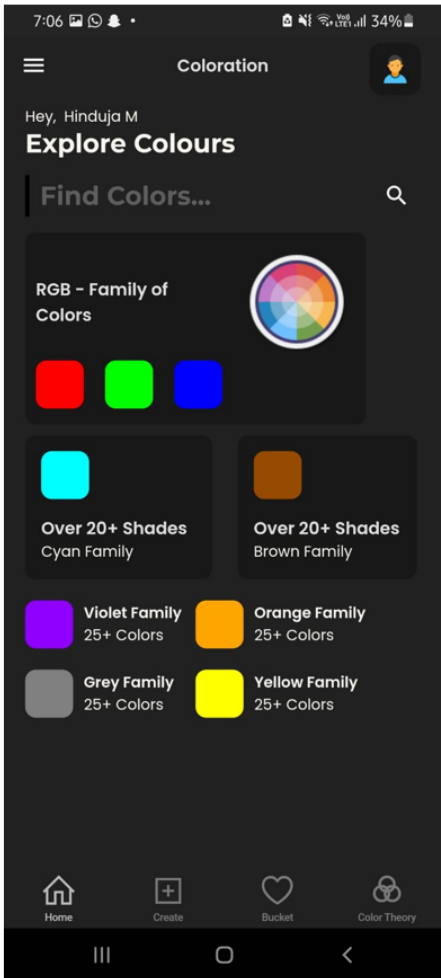 7:06
Vo))
LTE1
34%
Coloration
Hey, Hinduja M
Explore Colours
Find Colors...
RGB - Family of
Colors
Over 20+ Shades
Cyan Family
Over 20+ Shades
Brown Family
Violet Family
25+ Colors
Orange Family
25+ Colors
Grey Family
25+ Colors
Yellow Family
25+ Colors
Home
Create
Bucket
Color Theory